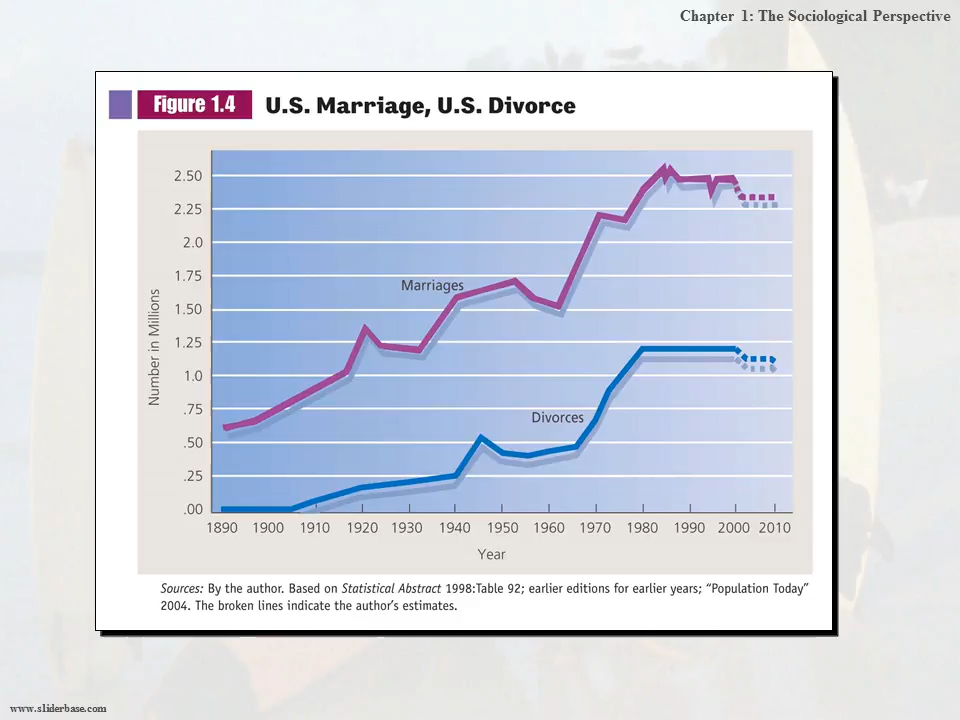 Chapter 1: The Sociological Perspective
Figure 1.4 U.S. Marriage, U.S. Divorce
2.50
2.25
2.0
1.75
1.50
1.25
1.0
.75
.50
.25
.00
Number in Millions
Marriages
Divorces
1890 1900 1910 1920 1930 1940 1950 1960 1970 1980 1990 2000 2010
Year
Sources: By the author. Based on Statistical Abstract 1998:Table 92; earlier editions for earlier years; “Population Today”
2004. The broken lines indicate the author’s estimates.
www.sliderbase.com